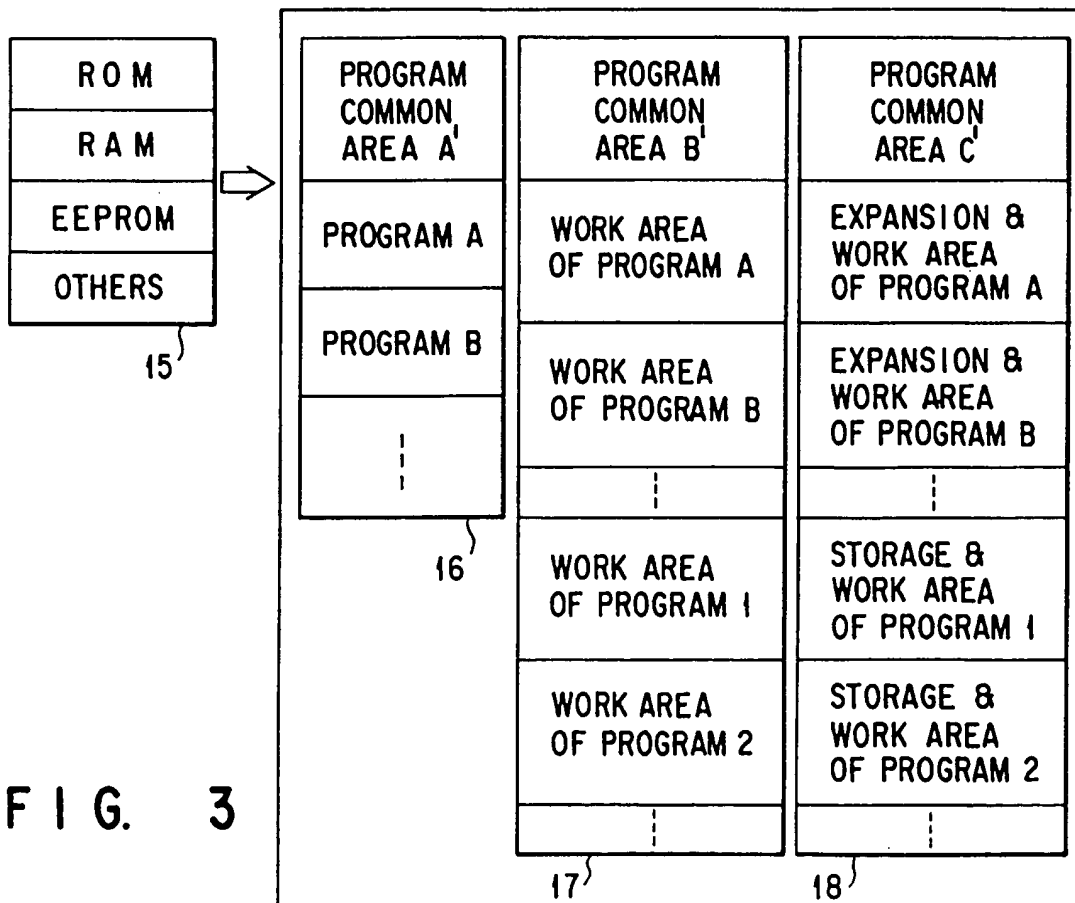 ROM
RAM
EEPROM
OTHERS
15
PROGRAM
COMMON
AREA A'
PROGRAM A
PROGRAM B
16
PROGRAM
COMMON
AREA B'
WORK AREA
OF PROGRAM A
WORK AREA
OF PROGRAM B
WORK AREA
OF PROGRAM 1
WORK AREA
OF PROGRAM 2
17
PROGRAM
COMMON
AREA C'
EXPANSION &
WORK AREA
OF PROGRAM A
EXPANSION &
WORK AREA
OF PROGRAM B
STORAGE &
WORK AREA
OF PROGRAM 1
STORAGE &
WORK AREA
OF PROGRAM 2
18
FIG. 3